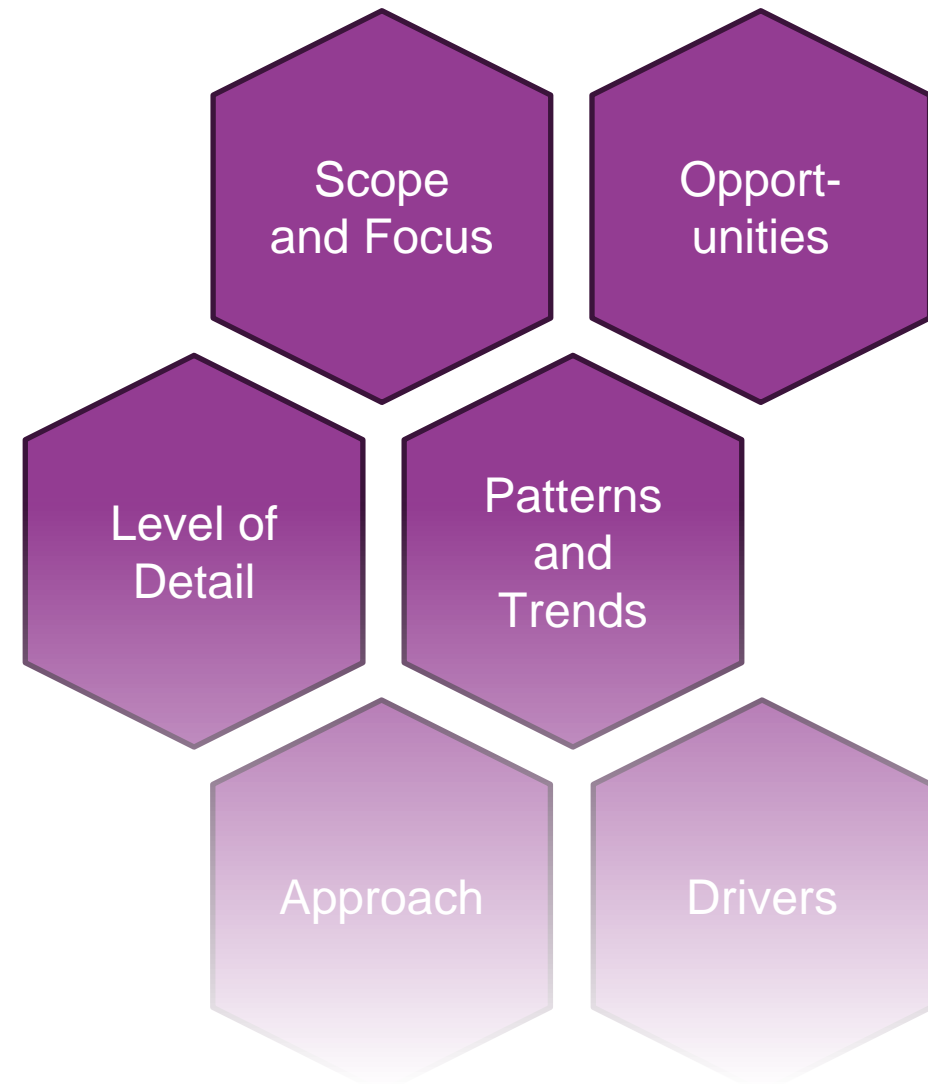 Scope
and Focus
Opport-
unities
Level of
Detail
Patterns
and
Trends
Approach
Drivers